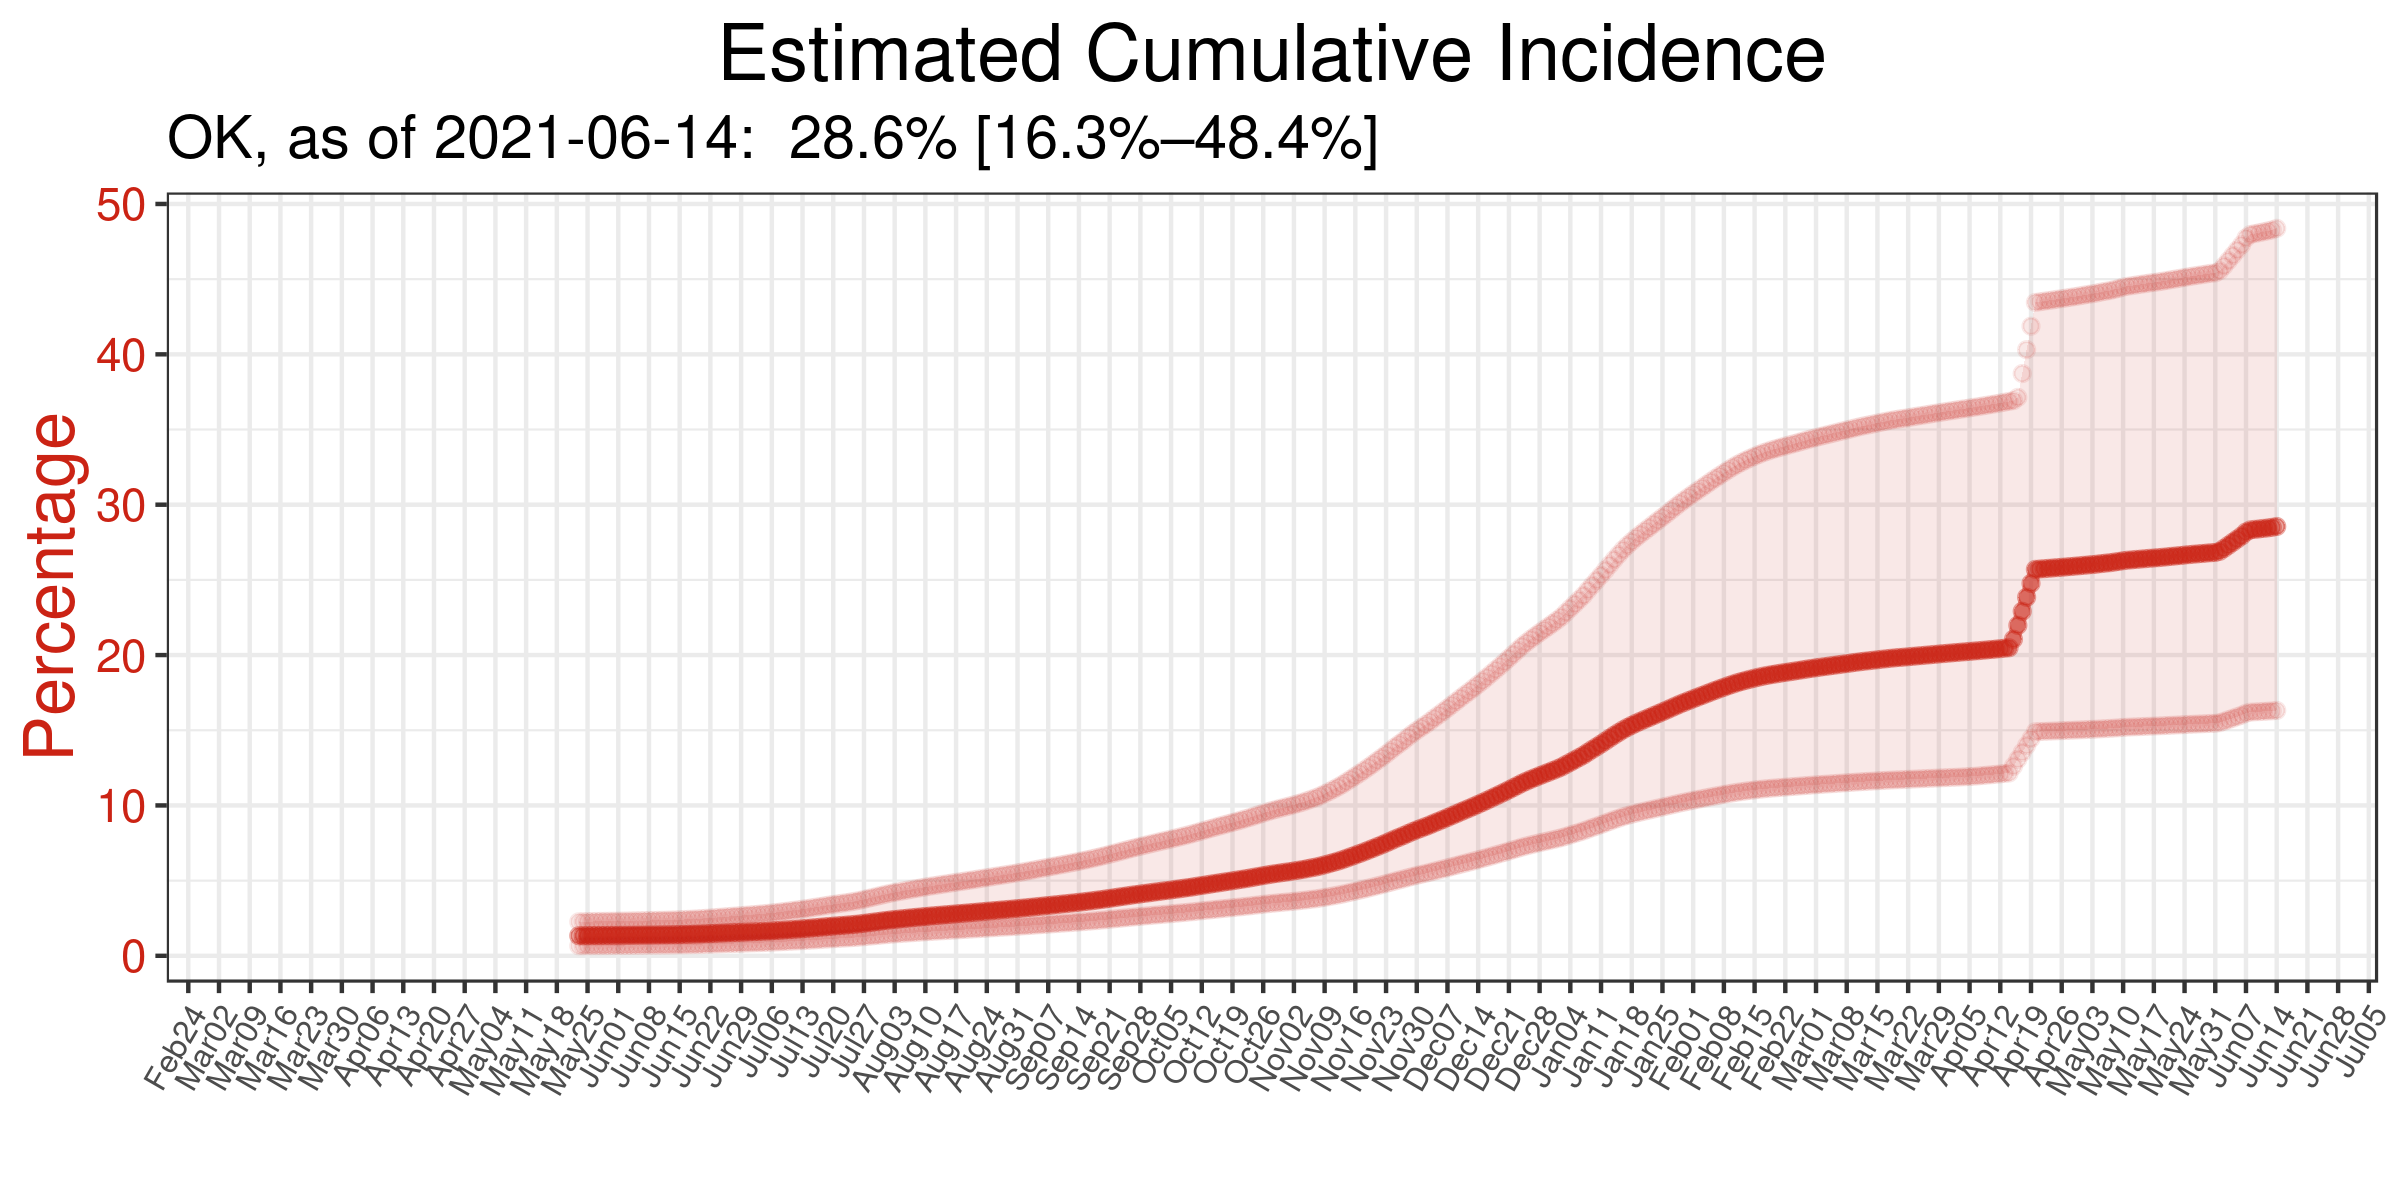 Estimated Cumulative Incidence
OK, as of 2021-06-14:  28.6% [16.3%–48.4%]
Percentage
50
40
30
20
10
0
Feb24
Mar02
Mar09
Mar16
Mar23
Mar30
Apr06
Apr13
Apr20
Apr27
May04
May11
May18
May25
Jun01
Jun08
Jun15
Jun22
Jun29
Jul06
Jul13
Jul20
Jul27
Aug03
Aug10
Aug17
Aug24
Aug31
Sep07
Sep14
Sep21
Sep28
Oct05
Oct12
Oct19
Oct26
Nov02
Nov09
Nov16
Nov23
Nov30
Dec07
Dec14
Dec21
Dec28
Jan04
Jan11
Jan18
Jan25
Feb01
Feb08
Feb15
Feb22
Mar01
Mar08
Mar15
Mar22
Mar29
Apr05
Apr12
Apr19
Apr26
May03
May10
May17
May24
May31
Jun07
Jun14
Jun21
Jun28
Jul05